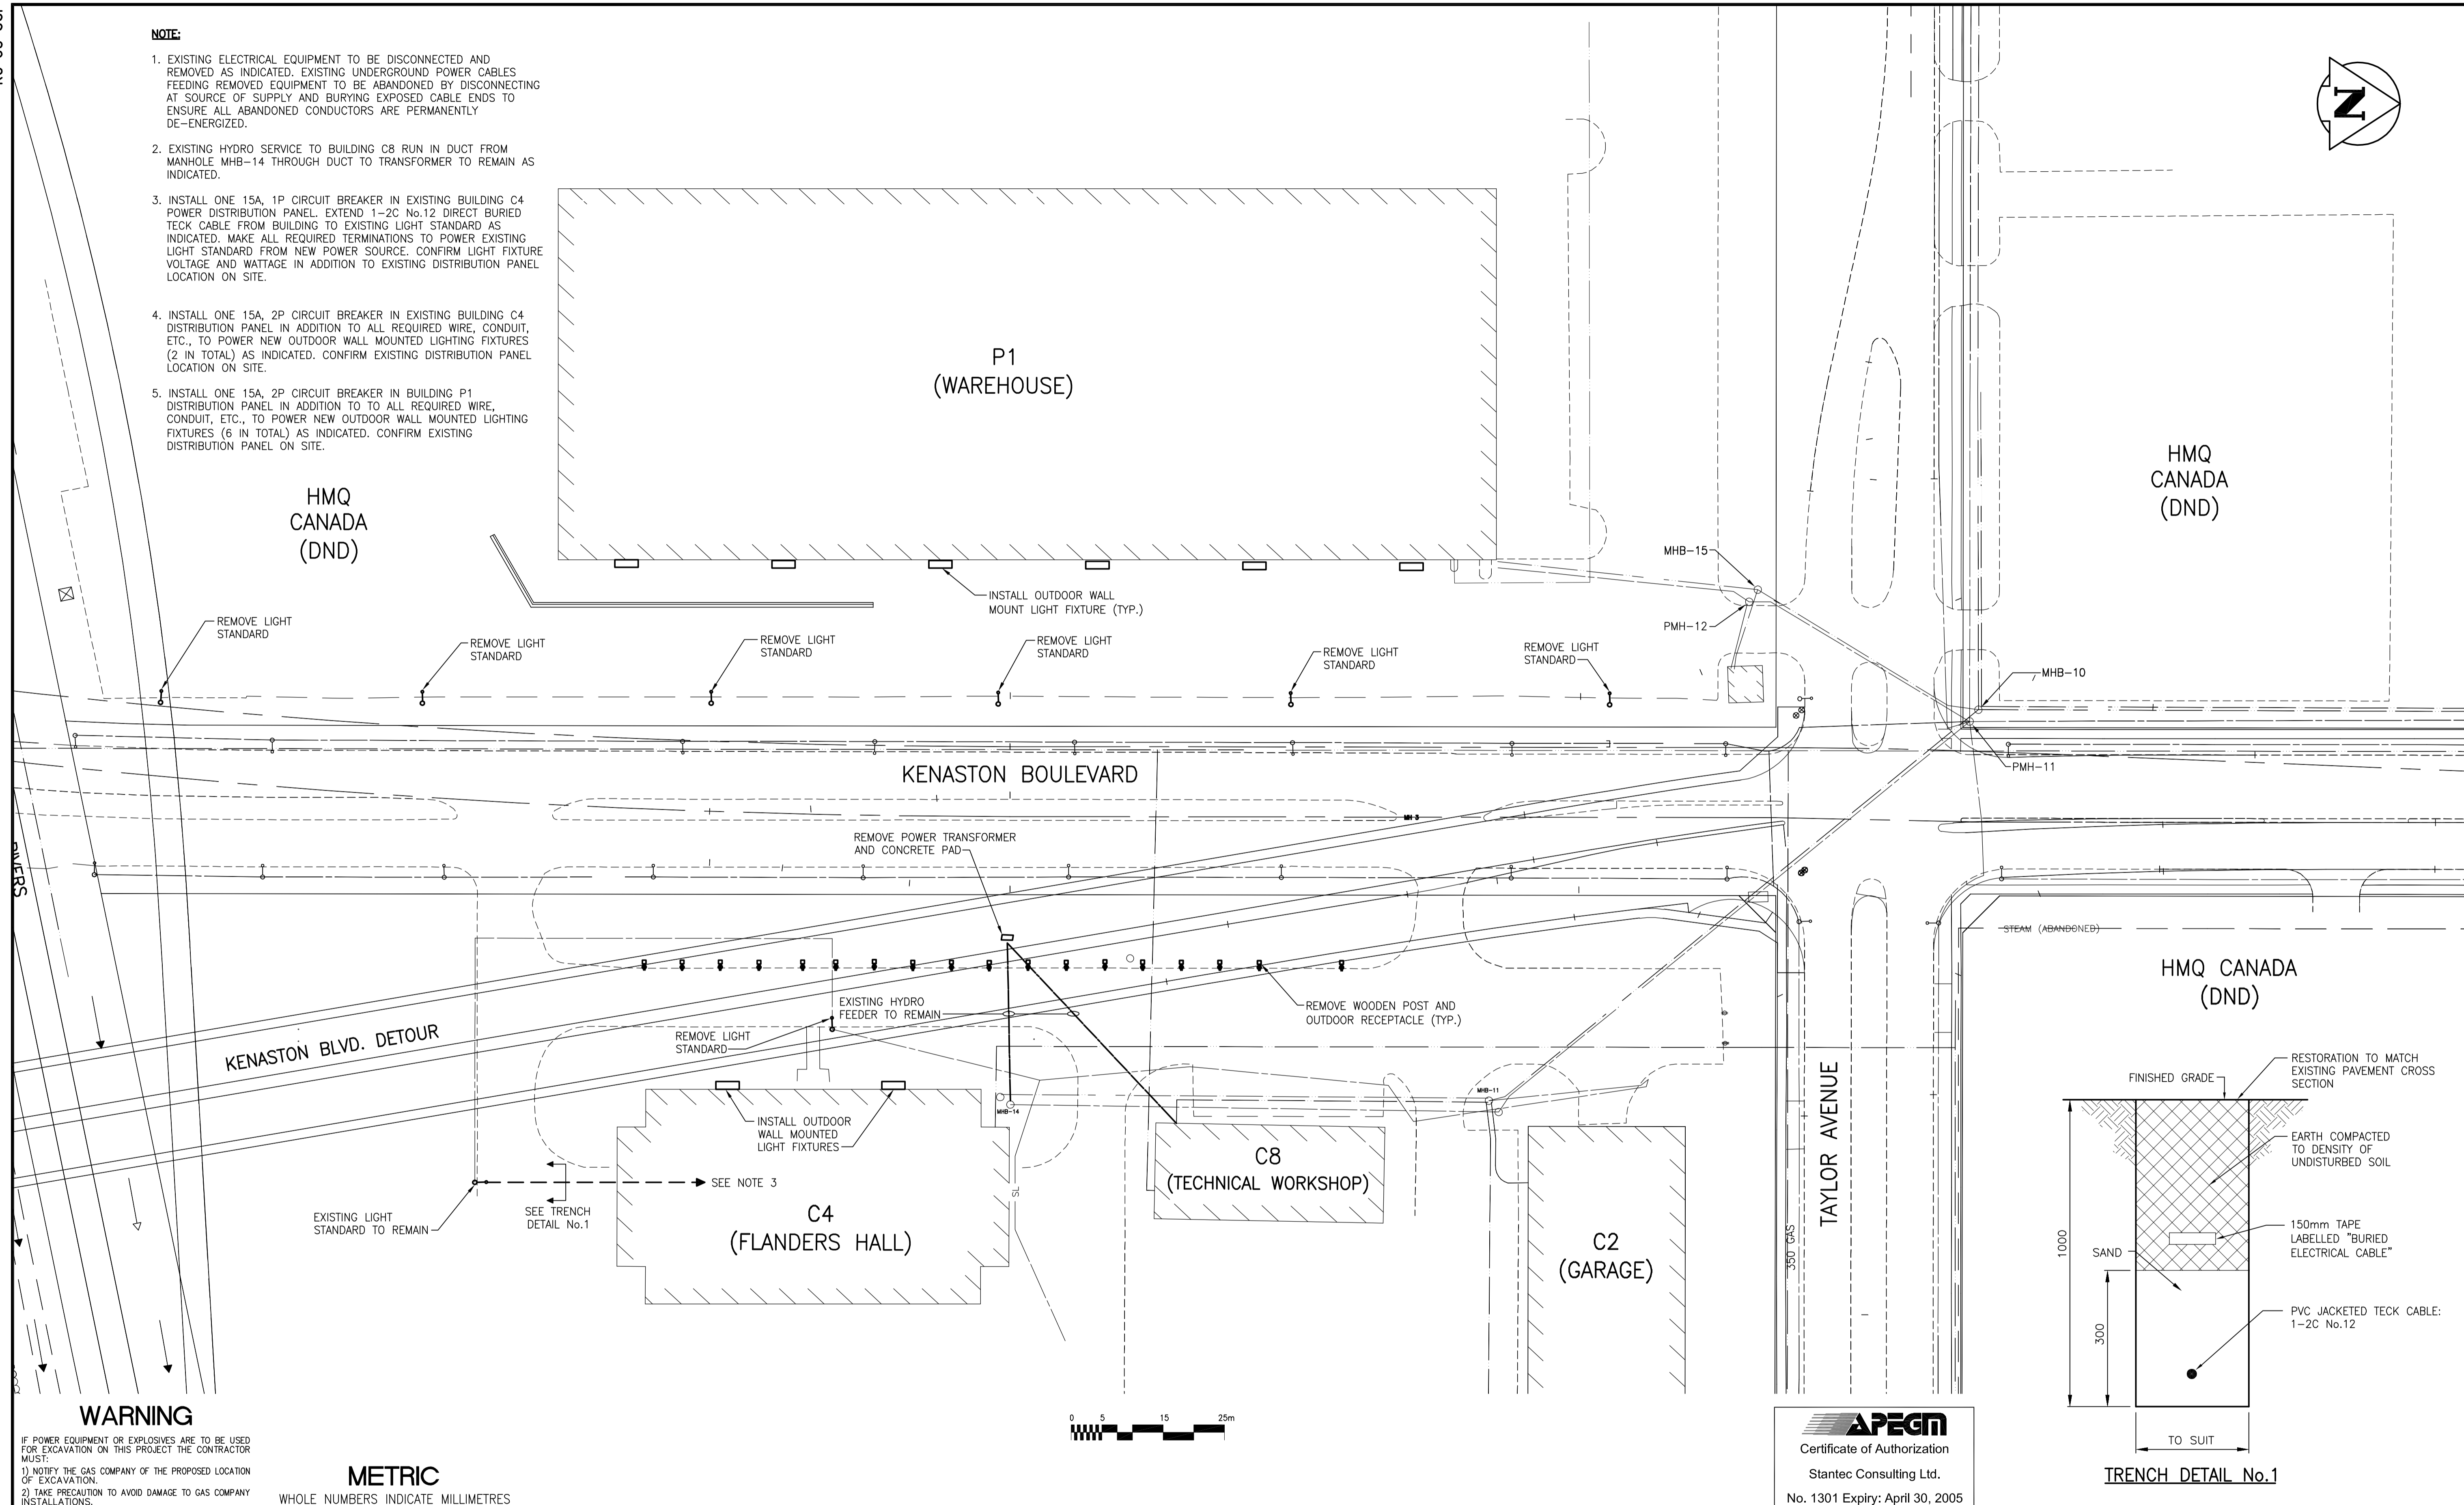 NOTE:
1. EXISTING ELECTRICAL EQUIPMENT TO BE DISCONNECTED AND
REMOVED AS INDICATED. EXISTING UNDERGROUND POWER CABLES
FEEDING REMOVED EQUIPMENT TO BE ABANDONED BY DISCONNECTING
AT SOURCE OF SUPPLY AND BURYING EXPOSED CABLE ENDS TO
ENSURE ALL ABANDONED CONDUCTORS ARE PERMANENTLY
DE-ENERGIZED.
2. EXISTING HYDRO SERVICE TO BUILDING C8 RUN IN DUCT FROM
MANHOLE MHB-14 THROUGH DUCT TO TRANSFORMER TO REMAIN AS
INDICATED.
3. INSTALL ONE 15A, 1P CIRCUIT BREAKER IN EXISTING BUILDING C4
POWER DISTRIBUTION PANEL. EXTEND 1-2C No.12 DIRECT BURIED
TECK CABLE FROM BUILDING TO EXISTING LIGHT STANDARD AS
INDICATED. MAKE ALL REQUIRED TERMINATIONS TO POWER EXISTING
LIGHT STANDARD FROM NEW POWER SOURCE. CONFIRM LIGHT FIXTURE
VOLTAGE AND WATTAGE IN ADDITION TO EXISTING DISTRIBUTION PANEL
LOCATION ON SITE.
4. INSTALL ONE 15A, 2P CIRCUIT BREAKER IN EXISTING BUILDING C4
DISTRIBUTION PANEL IN ADDITION TO ALL REQUIRED WIRE, CONDUIT,
ETC., TO POWER NEW OUTDOOR WALL MOUNTED LIGHTING FIXTURES
(2 IN TOTAL) AS INDICATED. CONFIRM EXISTING DISTRIBUTION PANEL
LOCATION ON SITE.
5. INSTALL ONE 15A, 2P CIRCUIT BREAKER IN BUILDING P1
DISTRIBUTION PANEL IN ADDITION TO TO ALL REQUIRED WIRE,
CONDUIT, ETC., TO POWER NEW OUTDOOR WALL MOUNTED LIGHTING
FIXTURES (6 IN TOTAL) AS INDICATED. CONFIRM EXISTING
DISTRIBUTION PANEL ON SITE.
N
P1
(WAREHOUSE)
HMQ
CANADA
(DND)
HMQ
CANADA
(DND)
MHB-15
PMH-12
INSTALL OUTDOOR WALL
MOUNT LIGHT FIXTURE (TYP.)
REMOVE LIGHT
STANDARD
REMOVE LIGHT
STANDARD
REMOVE LIGHT
STANDARD
REMOVE LIGHT
STANDARD
REMOVE LIGHT
STANDARD
REMOVE LIGHT
STANDARD
MHB-10
PMH-11
KENASTON BOULEVARD
MH 3
REMOVE POWER TRANSFORMER
AND CONCRETE PAD
STEAM (ABANDONED)
HMQ CANADA
(DND)
EXISTING HYDRO
FEEDER TO REMAIN
REMOVE WOODEN POST AND
OUTDOOR RECEPTACLE (TYP.)
REMOVE LIGHT
STANDARD
KENASTON BLVD. DETOUR
MHB-11
MHB-14
INSTALL OUTDOOR
WALL MOUNTED
LIGHT FIXTURES
C8
(TECHNICAL WORKSHOP)
SEE NOTE 3
SL
EXISTING LIGHT
STANDARD TO REMAIN
SEE TRENCH
DETAIL No.1
C4
(FLANDERS HALL)
C2
(GARAGE)
350 GAS
TAYLOR AVENUE
FINISHED GRADE
RESTORATION TO MATCH
EXISTING PAVEMENT CROSS
SECTION
EARTH COMPACTED
TO DENSITY OF
UNDISTURBED SOIL
150mm TAPE
LABELLED "BURIED
ELECTRICAL CABLE"
SAND
1000
300
PVC JACKETED TECK CABLE:
1-2C No.12
TO SUIT
TRENCH DETAIL No.1
WARNING
IF POWER EQUIPMENT OR EXPLOSIVES ARE TO BE USED
FOR EXCAVATION ON THIS PROJECT THE CONTRACTOR
MUST:
1) NOTIFY THE GAS COMPANY OF THE PROPOSED LOCATION
OF EXCAVATION.
2) TAKE PRECAUTION TO AVOID DAMAGE TO GAS COMPANY
INSTALLATIONS.
METRIC
WHOLE NUMBERS INDICATE MILLIMETRES
0 5 15 25m
APEGM
Certificate of Authorization
Stantec Consulting Ltd.
No. 1301 Expiry: April 30, 2005